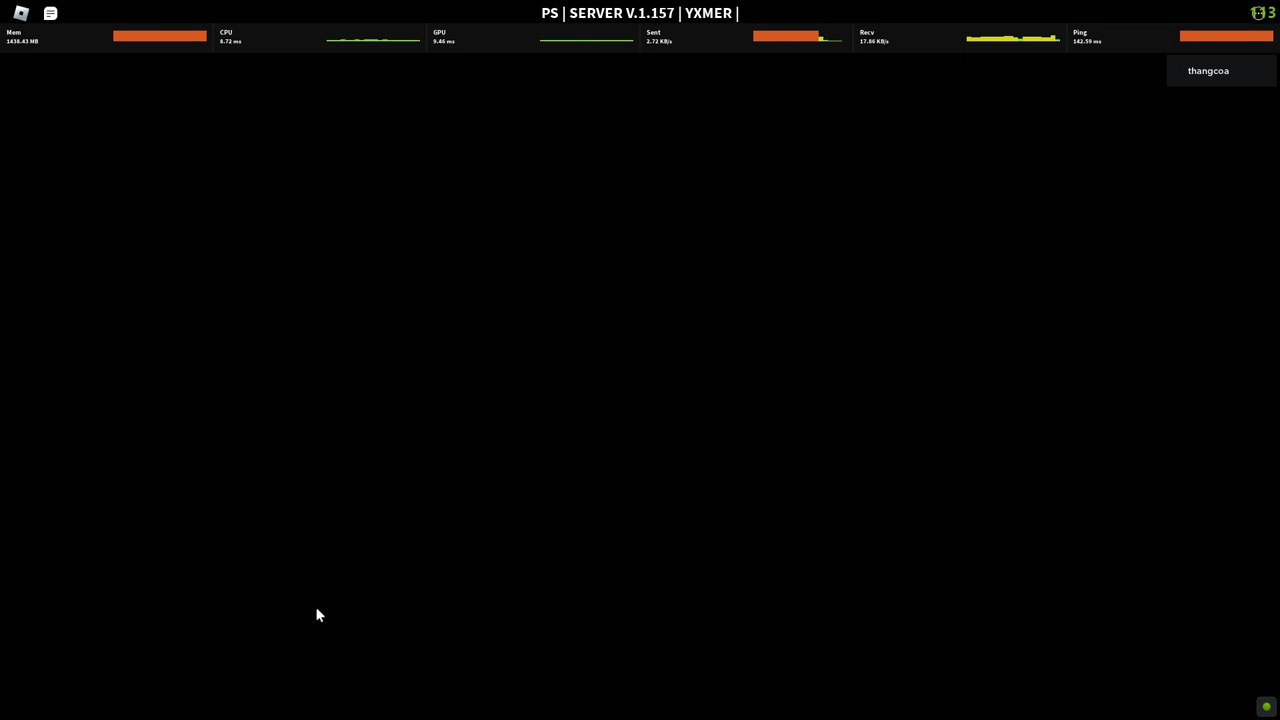 PS | SERVER V.1.157 | YXMER |
Mem
1438.43 MB
CPU
8.72 ms
GPU
9.46 ms
Sent
2.72 KB/s
Recv
17.86 KB/s
Ping
142.59 ms
thangcoa